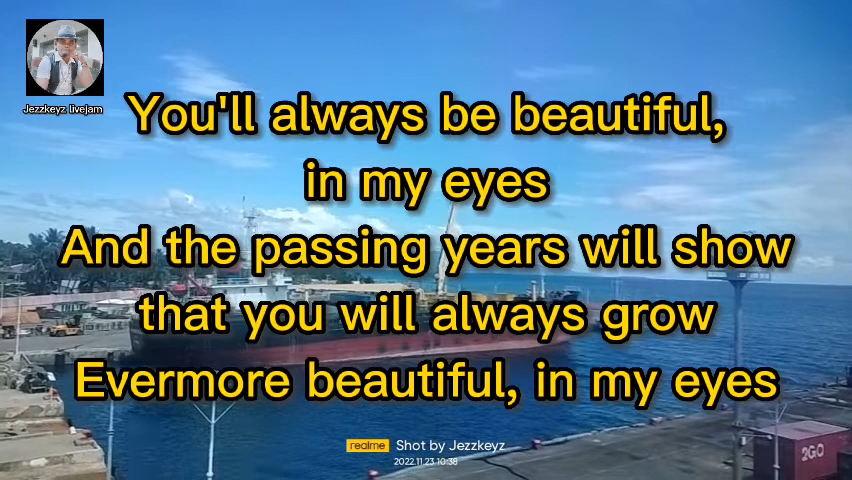 Jezzkeyz livejam
You'll always be beautiful,
in my eyes
And the passing years will show
that you will always grow
Evermore beautiful, in my eyes
realme Shot by Jezzkeyz
2022.11.23 10:38
2GO